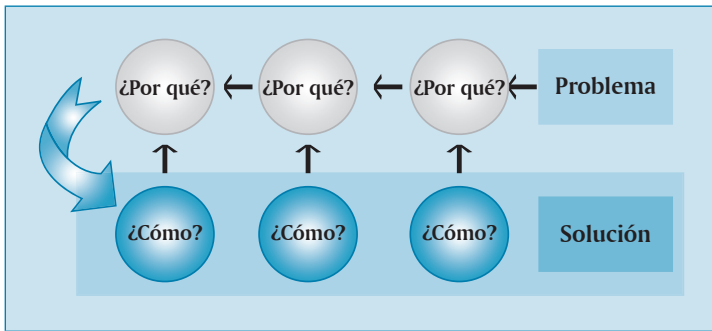 ¿Por qué? ¿Por qué? ¿Por qué? Problema
¿Cómo? ¿Cómo? ¿Cómo? Solución